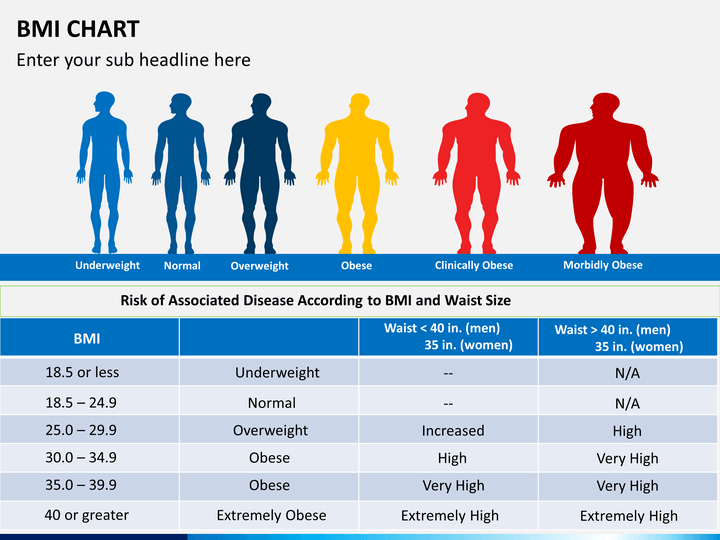 BMI CHART
Enter your sub headline here
Underweight Normal Overweight Obese Clinically Obese Morbidly Obese
Risk of Associated Disease According to BMI and Waist Size
BMI Waist < 40 in. (men) Waist > 40 in. (men)
35 in. (women) 35 in. (women)
18.5 or less Underweight -- N/A
18.5 – 24.9 Normal -- N/A
25.0 – 29.9 Overweight Increased High
30.0 – 34.9 Obese High Very High
35.0 – 39.9 Obese Very High Very High
40 or greater Extremely Obese Extremely High Extremely High